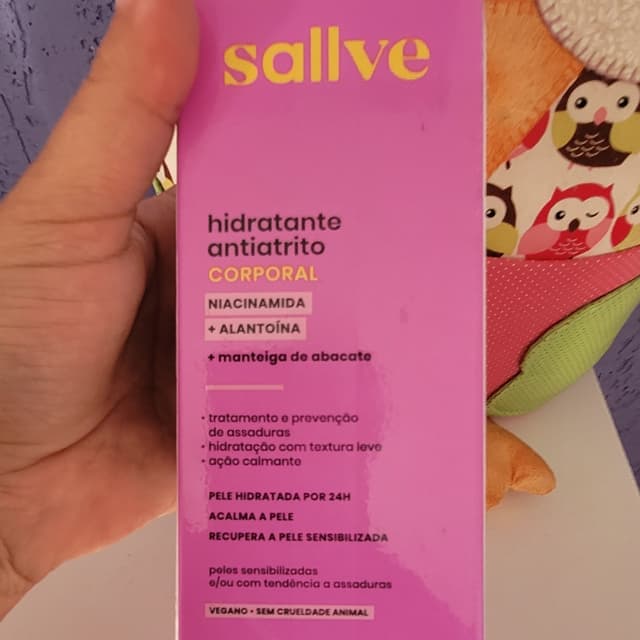 sallve
hidratante
antiatrito
CORPORAL
NIACINAMIDA
+ ALANTOÍNA
+ manteiga de abacate
• tratamento e prevenção
de assaduras
• hidratação com textura leve
• ação calmante
PELE HIDRATADA POR 24H
ACALMA A PELE
RECUPERA A PELE SENSIBILIZADA
peles sensibilizadas
e/ou com tendência a assaduras
VEGANO • SEM CRUELDADE ANIMAL